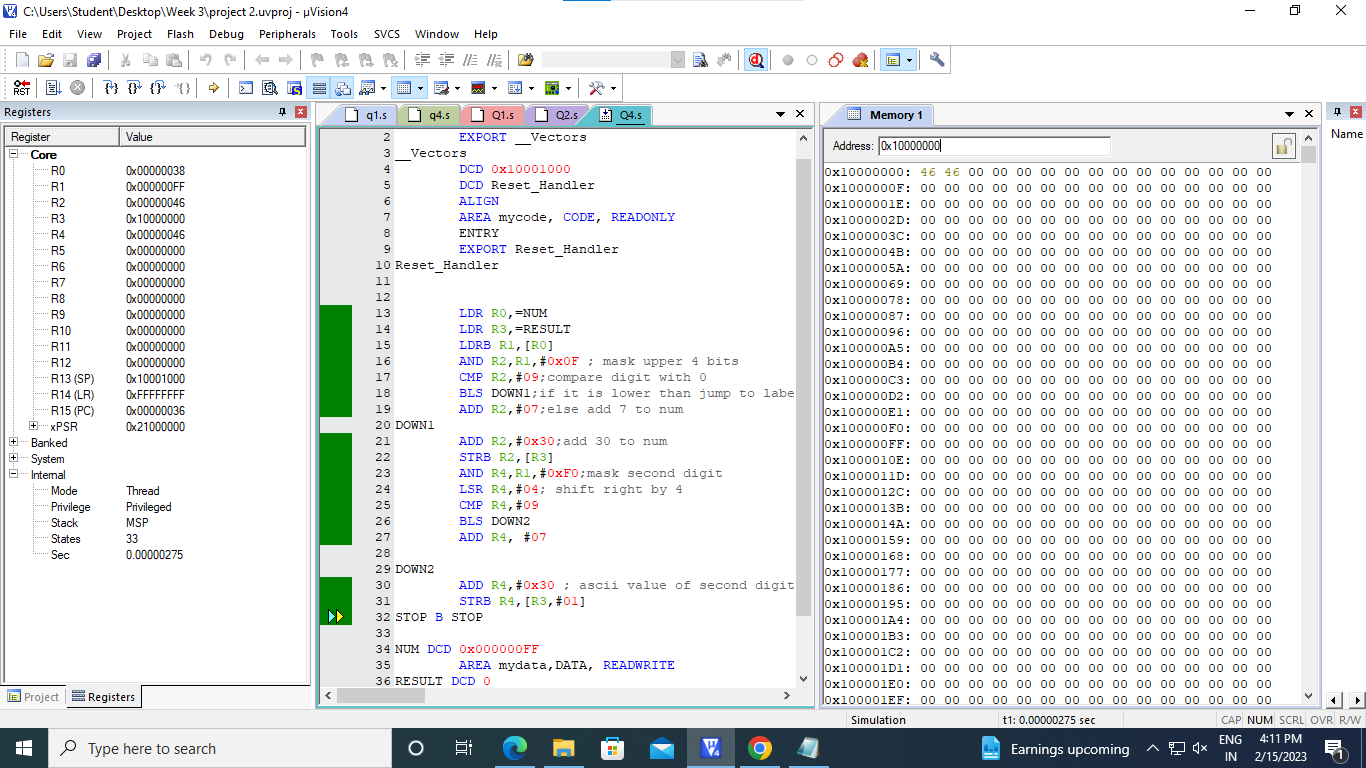 C:\Users\Student\Desktop\Week 3\project 2.uvproj - µVision4
File Edit View Project Flash Debug Peripherals Tools SVCS Window Help
Registers
Register Value
Core
R0 0x00000038
R1 0x000000FF
R2 0x00000046
R3 0x10000000
R4 0x00000046
R5 0x00000000
R6 0x00000000
R7 0x00000000
R8 0x00000000
R9 0x00000000
R10 0x00000000
R11 0x00000000
R12 0x00000000
R13 (SP) 0x10001000
R14 (LR) 0xFFFFFFFF
R15 (PC) 0x00000036
xPSR 0x21000000
Banked
System
Internal
Mode Thread
Privilege Privileged
Stack MSP
States 33
Sec 0.00000275
Project Registers
q1.s q4.s Q1.s Q2.s Q4.s
2 EXPORT __Vectors
3 __Vectors
4 DCD 0x10001000
5 DCD Reset_Handler
6 ALIGN
7 AREA mycode, CODE, READONLY
8 ENTRY
9 EXPORT Reset_Handler
10 Reset_Handler
11
12
13 LDR R0,=NUM
14 LDR R3,=RESULT
15 LDRB R1,[R0]
16 AND R2,R1,#0x0F ; mask upper 4 bits
17 CMP R2,#09;compare digit with 0
18 BLS DOWN1;if it is lower than jump to labe
19 ADD R2,#07;else add 7 to num
20 DOWN1
21 ADD R2,#0x30;add 30 to num
22 STRB R2,[R3]
23 AND R4,R1,#0xF0;mask second digit
24 LSR R4,#04; shift right by 4
25 CMP R4,#09
26 BLS DOWN2
27 ADD R4, #07
28
29 DOWN2
30 ADD R4,#0x30 ; ascii value of second digit
31 STRB R4,[R3,#01]
32 STOP B STOP
33
34 NUM DCD 0x000000FF
35 AREA mydata,DATA, READWRITE
36 RESULT DCD 0
Memory 1
Address: 0x10000000
0x10000000: 46 46 00 00 00 00 00 00 00 00 00 00 00 00 00
0x1000000F: 00 00 00 00 00 00 00 00 00 00 00 00 00 00 00
0x1000001E: 00 00 00 00 00 00 00 00 00 00 00 00 00 00 00
0x1000002D: 00 00 00 00 00 00 00 00 00 00 00 00 00 00 00
0x1000003C: 00 00 00 00 00 00 00 00 00 00 00 00 00 00 00
0x1000004B: 00 00 00 00 00 00 00 00 00 00 00 00 00 00 00
0x1000005A: 00 00 00 00 00 00 00 00 00 00 00 00 00 00 00
0x10000069: 00 00 00 00 00 00 00 00 00 00 00 00 00 00 00
0x10000078: 00 00 00 00 00 00 00 00 00 00 00 00 00 00 00
0x10000087: 00 00 00 00 00 00 00 00 00 00 00 00 00 00 00
0x10000096: 00 00 00 00 00 00 00 00 00 00 00 00 00 00 00
0x100000A5: 00 00 00 00 00 00 00 00 00 00 00 00 00 00 00
0x100000B4: 00 00 00 00 00 00 00 00 00 00 00 00 00 00 00
0x100000C3: 00 00 00 00 00 00 00 00 00 00 00 00 00 00 00
0x100000D2: 00 00 00 00 00 00 00 00 00 00 00 00 00 00 00
0x100000E1: 00 00 00 00 00 00 00 00 00 00 00 00 00 00 00
0x100000F0: 00 00 00 00 00 00 00 00 00 00 00 00 00 00 00
0x100000FF: 00 00 00 00 00 00 00 00 00 00 00 00 00 00 00
0x1000010E: 00 00 00 00 00 00 00 00 00 00 00 00 00 00 00
0x1000011D: 00 00 00 00 00 00 00 00 00 00 00 00 00 00 00
0x1000012C: 00 00 00 00 00 00 00 00 00 00 00 00 00 00 00
0x1000013B: 00 00 00 00 00 00 00 00 00 00 00 00 00 00 00
0x1000014A: 00 00 00 00 00 00 00 00 00 00 00 00 00 00 00
0x10000159: 00 00 00 00 00 00 00 00 00 00 00 00 00 00 00
0x10000168: 00 00 00 00 00 00 00 00 00 00 00 00 00 00 00
0x10000177: 00 00 00 00 00 00 00 00 00 00 00 00 00 00 00
0x10000186: 00 00 00 00 00 00 00 00 00 00 00 00 00 00 00
0x10000195: 00 00 00 00 00 00 00 00 00 00 00 00 00 00 00
0x100001A4: 00 00 00 00 00 00 00 00 00 00 00 00 00 00 00
0x100001B3: 00 00 00 00 00 00 00 00 00 00 00 00 00 00 00
0x100001C2: 00 00 00 00 00 00 00 00 00 00 00 00 00 00 00
0x100001D1: 00 00 00 00 00 00 00 00 00 00 00 00 00 00 00
0x100001E0: 00 00 00 00 00 00 00 00 00 00 00 00 00 00 00
0x100001EF: 00 00 00 00 00 00 00 00 00 00 00 00 00 00 00
Name
Simulation t1: 0.00000275 sec CAP NUM SCRL OVR R/W
Type here to search
Earnings upcoming
ENG
IN
4:11 PM
2/15/2023
1